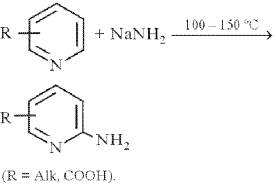 R
N
+ NaNH₂
100 – 150 °C
R
N
NH₂
(R = Alk, COOH).